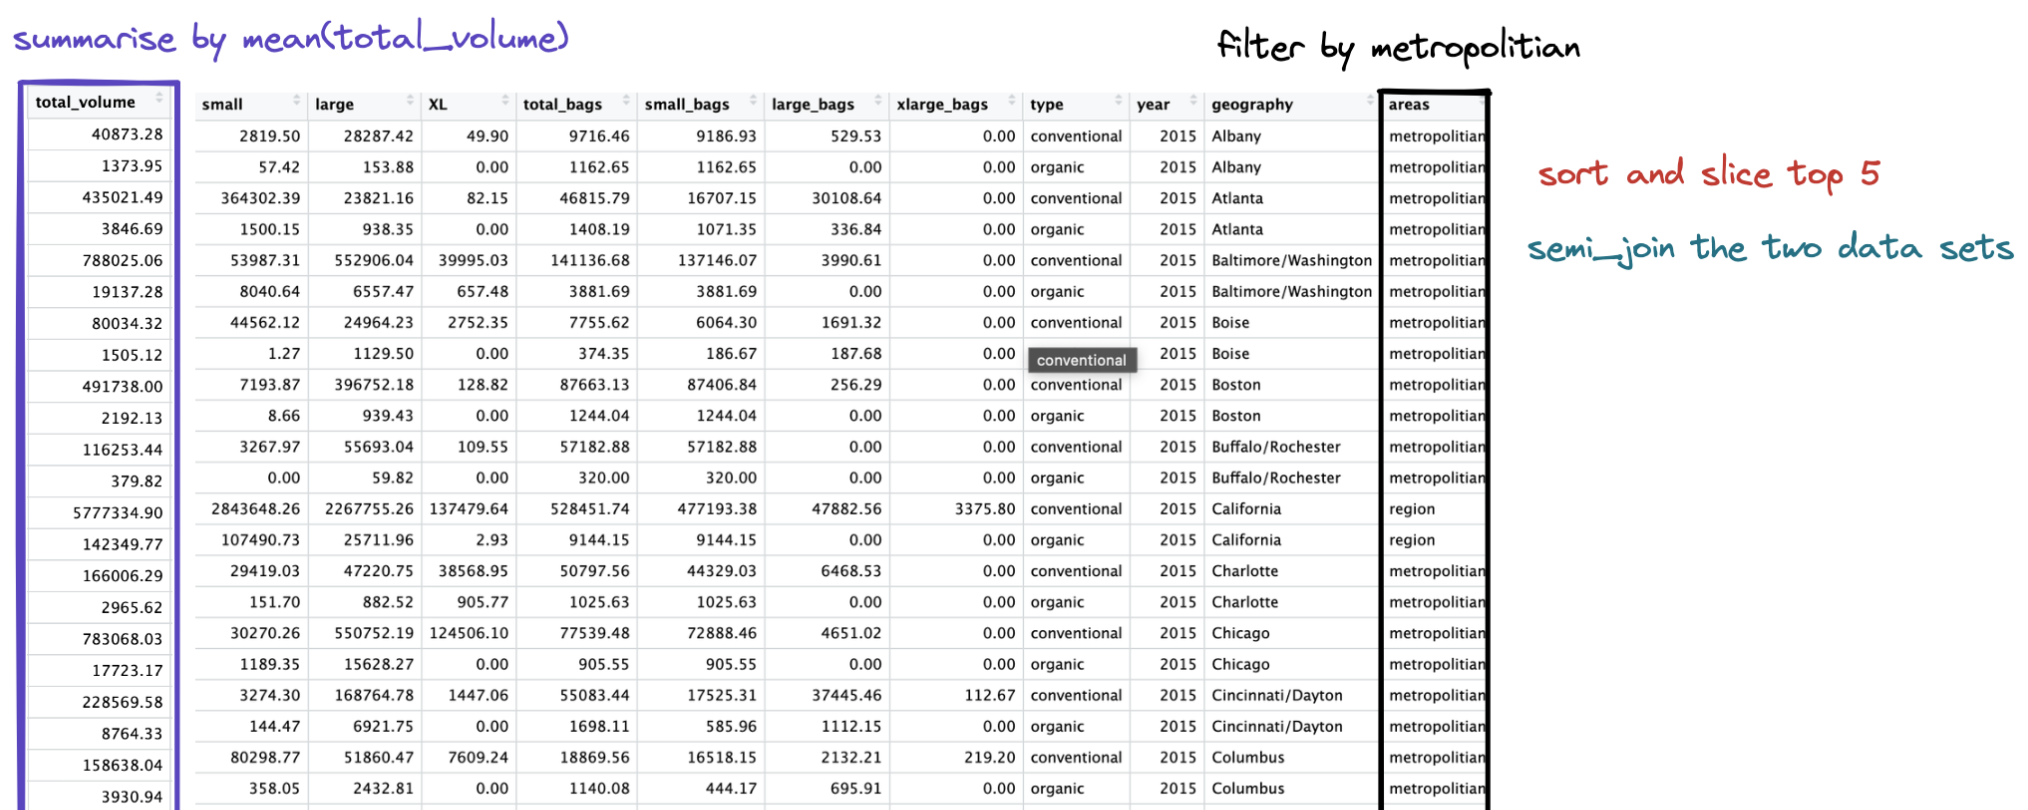 summarise by mean(total_volume)
filter by metropolitian
total_volume small large XL total_bags small_bags large_bags xlarge_bags type year geography areas
40873.28 2819.50 28287.42 49.90 9716.46 9186.93 529.53 0.00 conventional 2015 Albany metropolitian
1373.95 57.42 153.88 0.00 1162.65 1162.65 0.00 0.00 organic 2015 Albany metropolitian
sort and slice top 5
435021.49 364302.39 23821.16 82.15 46815.79 16707.15 30108.64 0.00 conventional 2015 Atlanta metropolitian
3846.69 1500.15 938.35 0.00 1408.19 1071.35 336.84 0.00 organic 2015 Atlanta metropolitian
semi_join the two data sets
788025.06 53987.31 552906.04 39995.03 141136.68 137146.07 3990.61 0.00 conventional 2015 Baltimore/Washington metropolitian
19137.28 8040.64 6557.47 657.48 3881.69 3881.69 0.00 0.00 organic 2015 Baltimore/Washington metropolitian
80034.32 44562.12 24964.23 2752.35 7755.62 6064.30 1691.32 0.00 conventional 2015 Boise metropolitian
1505.12 1.27 1129.50 0.00 374.35 186.67 187.68 0.00 conventional 2015 Boise metropolitian
491738.00 7193.87 396752.18 128.82 87663.13 87406.84 256.29 0.00 conventional 2015 Boston metropolitian
2192.13 8.66 939.43 0.00 1244.04 1244.04 0.00 0.00 organic 2015 Boston metropolitian
116253.44 3267.97 55693.04 109.55 57182.88 57182.88 0.00 0.00 conventional 2015 Buffalo/Rochester metropolitian
379.82 0.00 59.82 0.00 320.00 320.00 0.00 0.00 organic 2015 Buffalo/Rochester metropolitian
5777334.90 2843648.26 2267755.26 137479.64 528451.74 477193.38 47882.56 3375.80 conventional 2015 California region
142349.77 107490.73 25711.96 2.93 9144.15 9144.15 0.00 0.00 organic 2015 California region
166006.29 29419.03 47220.75 38568.95 50797.56 44329.03 6468.53 0.00 conventional 2015 Charlotte metropolitian
2965.62 151.70 882.52 905.77 1025.63 1025.63 0.00 0.00 organic 2015 Charlotte metropolitian
783068.03 30270.26 550752.19 124506.10 77539.48 72888.46 4651.02 0.00 conventional 2015 Chicago metropolitian
17723.17 1189.35 15628.27 0.00 905.55 905.55 0.00 0.00 organic 2015 Chicago metropolitian
228569.58 3274.30 168764.78 1447.06 55083.44 17525.31 37445.46 112.67 conventional 2015 Cincinnati/Dayton metropolitian
8764.33 144.47 6921.75 0.00 1698.11 585.96 1112.15 0.00 organic 2015 Cincinnati/Dayton metropolitian
158638.04 80298.77 51860.47 7609.24 18869.56 16518.15 2132.21 219.20 conventional 2015 Columbus metropolitian
3930.94 358.05 2432.81 0.00 1140.08 444.17 695.91 0.00 organic 2015 Columbus metropolitian